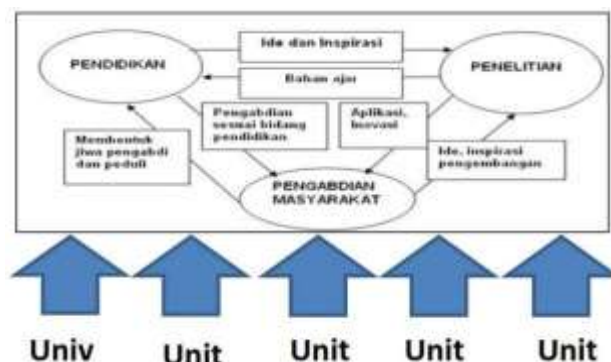 Ide dan Inspirasi
PENDIDIKAN
PENELITIAN
Bahan ajar
Pengabdian
sesuai bidang
pendidikan
Aplikasi,
Inovasi
Membentuk
jiwa pengabdi
dan peduli
Ide, inspirasi
pengembangan
PENGABDIAN
MASYARAKAT
Univ
Unit
Unit
Unit
Unit